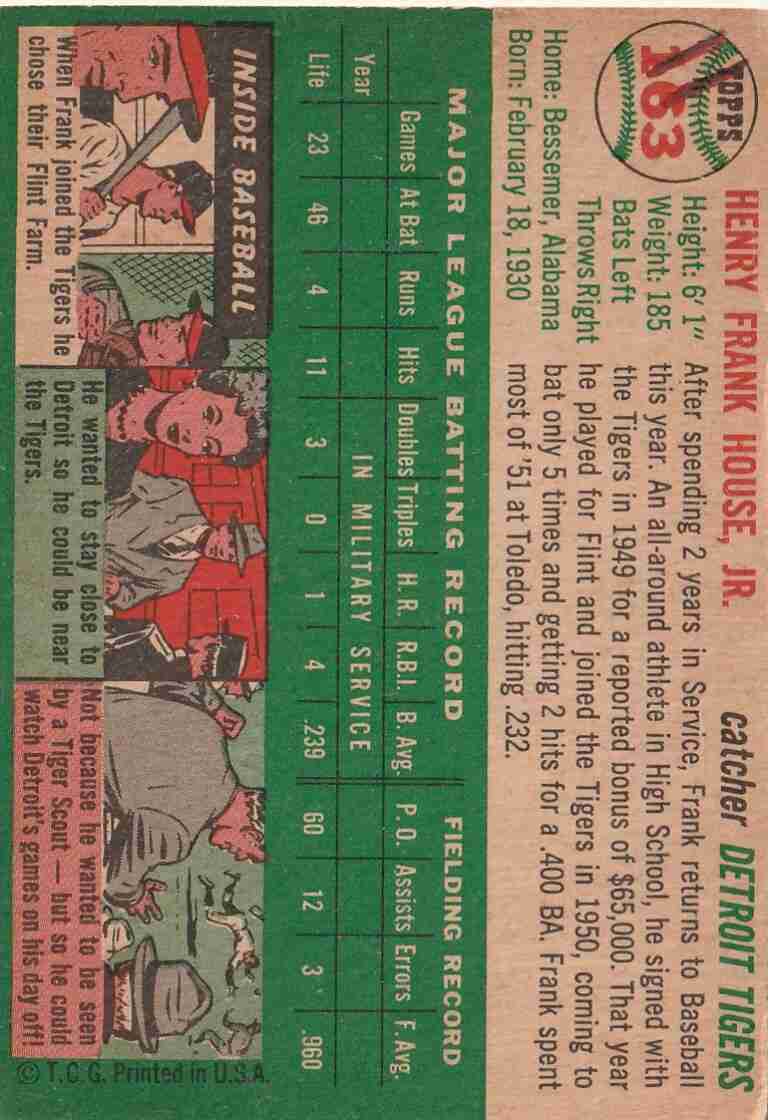 TOPPS
163
HENRY FRANK HOUSE, JR.
catcher DETROIT TIGERS
Height: 6'1"
Weight: 185
Bats Left
Throws Right
Home: Bessemer, Alabama
Born: February 18, 1930
After spending 2 years in Service, Frank returns to Baseball
this year. An all-around athlete in High School, he signed with
the Tigers in 1949 for a reported bonus of $65,000. That year
he played for Flint and joined the Tigers in 1950, coming to
bat only 5 times and getting 2 hits for a .400 BA. Frank spent
most of '51 at Toledo, hitting .232.
MAJOR LEAGUE BATTING RECORD FIELDING RECORD
Games At Bat Runs Hits Doubles Triples H.R. R.B.I. B. Avg. P.O. Assists Errors F. Avg.
Year IN MILITARY SERVICE
Life 23 46 4 11 3 0 1 4 .239 60 12 3 .960
INSIDE BASEBALL
When Frank joined the Tigers he
chose their Flint Farm.
He wanted to stay close to
Detroit so he could be near
the Tigers.
Not because he wanted to be seen
by a Tiger Scout — but so he could
watch Detroit's games on his day off!
© T.C.G. Printed in U.S.A.